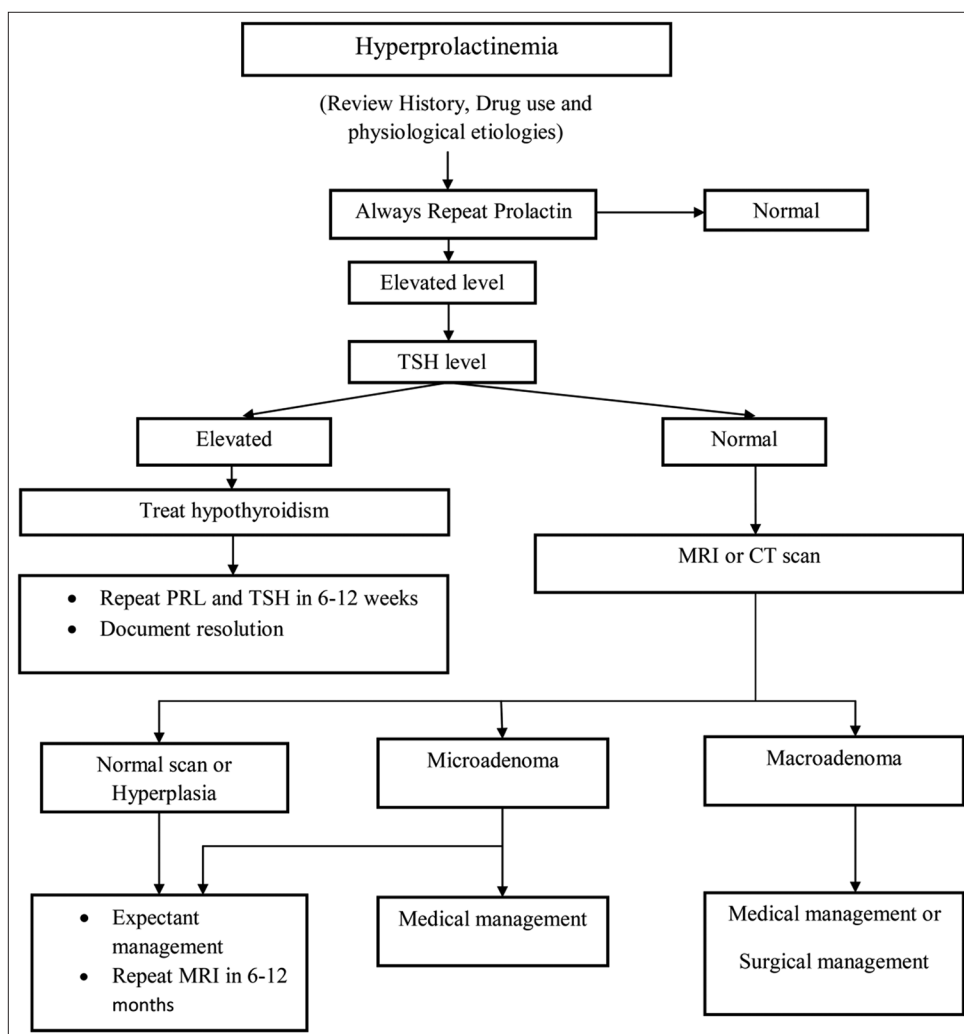 Hyperprolactinemia
(Review History, Drug use and
physiological etiologies)
Always Repeat Prolactin
Normal
Elevated level
TSH level
Elevated
Normal
Treat hypothyroidism
MRI or CT scan
• Repeat PRL and TSH in 6-12 weeks
• Document resolution
Normal scan or
Hyperplasia
Microadenoma
Macroadenoma
• Expectant
management
• Repeat MRI in 6-12
months
Medical management
Medical management or
Surgical management